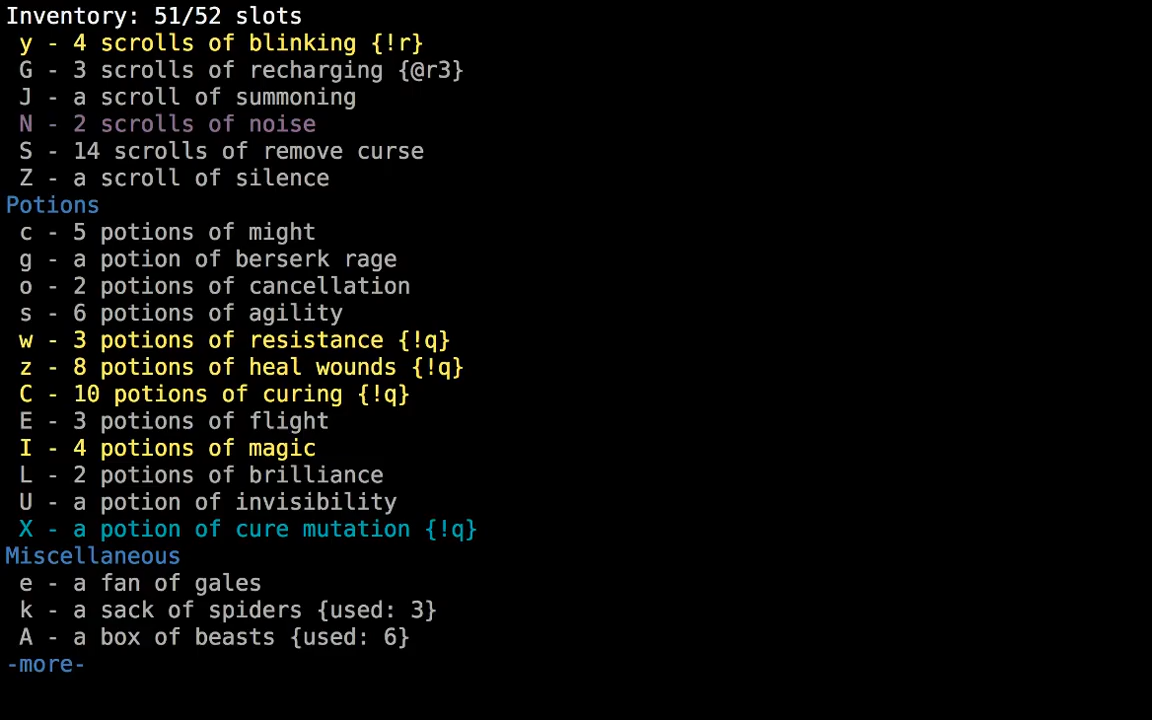 Inventory: 51/52 slots
y - 4 scrolls of blinking {!r}
G - 3 scrolls of recharging {@r3}
J - a scroll of summoning
N - 2 scrolls of noise
S - 14 scrolls of remove curse
Z - a scroll of silence
Potions
c - 5 potions of might
g - a potion of berserk rage
o - 2 potions of cancellation
s - 6 potions of agility
w - 3 potions of resistance {!q}
z - 8 potions of heal wounds {!q}
C - 10 potions of curing {!q}
E - 3 potions of flight
I - 4 potions of magic
L - 2 potions of brilliance
U - a potion of invisibility
X - a potion of cure mutation {!q}
Miscellaneous
e - a fan of gales
k - a sack of spiders {used: 3}
A - a box of beasts {used: 6}
-more-